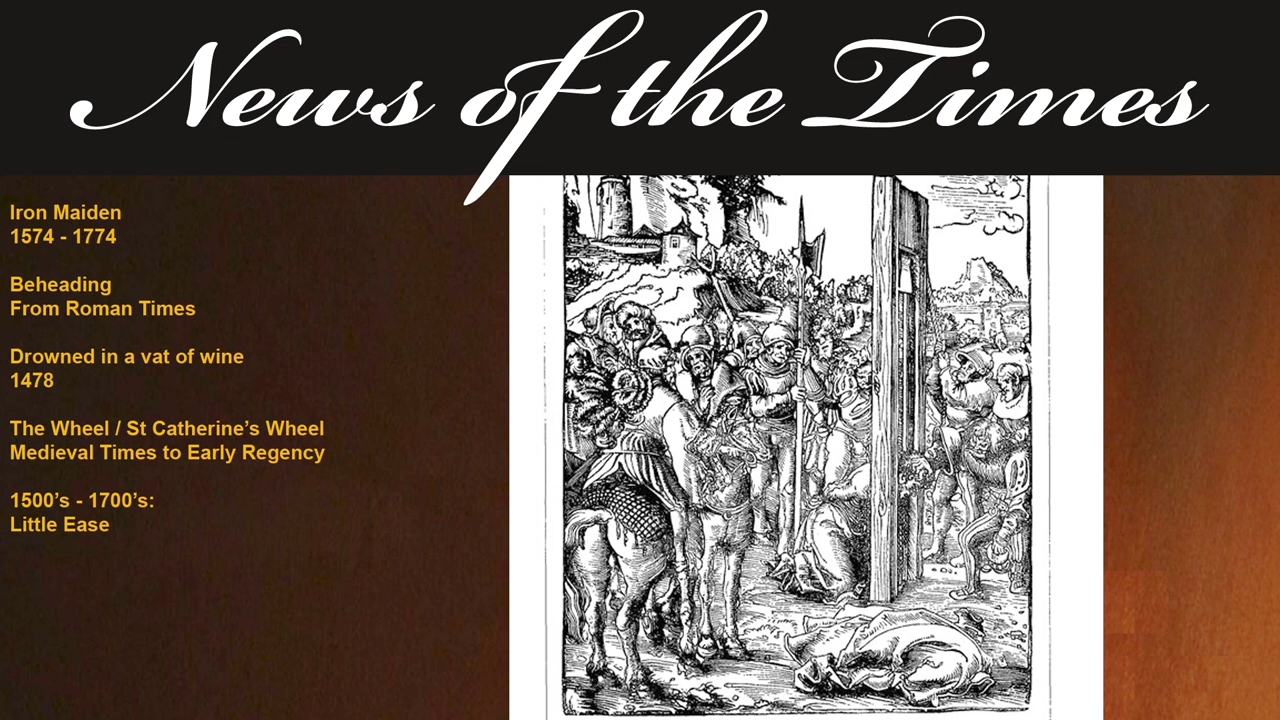 News of the Times
Iron Maiden
1574 - 1774
Beheading
From Roman Times
Drowned in a vat of wine
1478
The Wheel / St Catherine’s Wheel
Medieval Times to Early Regency
1500’s - 1700’s:
Little Ease